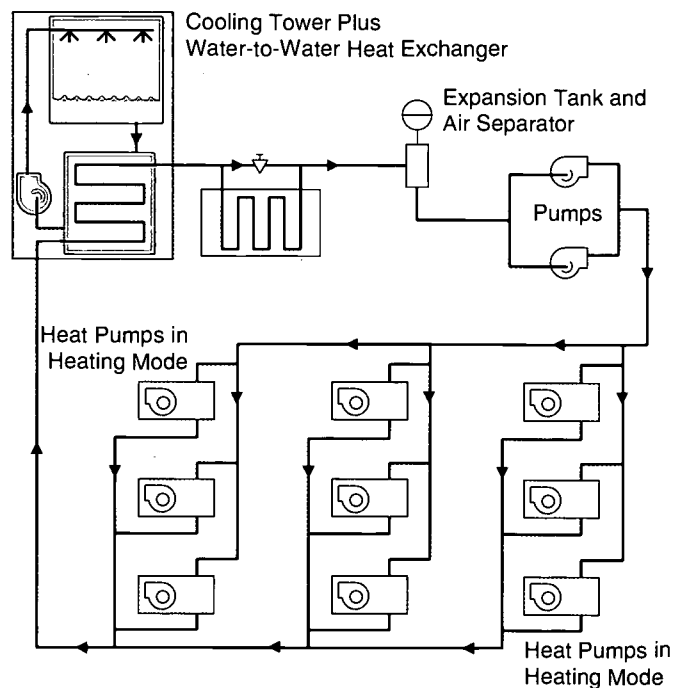 Cooling Tower Plus
Water-to-Water Heat Exchanger
Expansion Tank and
Air Separator
Pumps
Heat Pumps in
Heating Mode
Heat Pumps in
Heating Mode